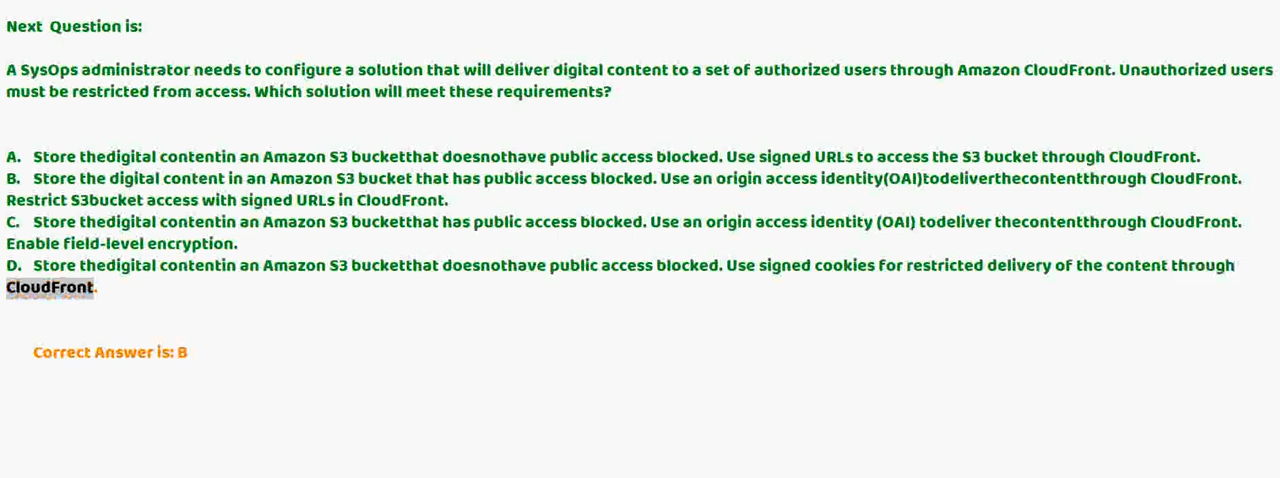 Next Question is:
A SysOps administrator needs to configure a solution that will deliver digital content to a set of authorized users through Amazon CloudFront. Unauthorized users
must be restricted from access. Which solution will meet these requirements?
A. Store thedigital contentin an Amazon S3 bucketthat doesnothave public access blocked. Use signed URLs to access the S3 bucket through CloudFront.
B. Store the digital content in an Amazon S3 bucket that has public access blocked. Use an origin access identity(OAI)todeliverthecontentthrough CloudFront.
Restrict S3bucket access with signed URLs in CloudFront.
C. Store thedigital contentin an Amazon S3 bucketthat has public access blocked. Use an origin access identity (OAI) todeliver thecontentthrough CloudFront.
Enable field-level encryption.
D. Store thedigital contentin an Amazon S3 bucketthat doesnothave public access blocked. Use signed cookies for restricted delivery of the content through
CloudFront.
Correct Answer is: B